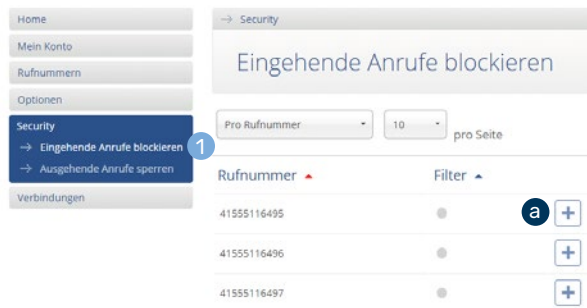 Home
Mein Konto
Rufnummern
Optionen
Security
→ Eingehende Anrufe blockieren
→ Ausgehende Anrufe sperren
Verbindungen
1
→ Security
Eingehende Anrufe blockieren
Pro Rufnummer 10 pro Seite
Rufnummer Filter
41555116495 a +
41555116496 +
41555116497 +